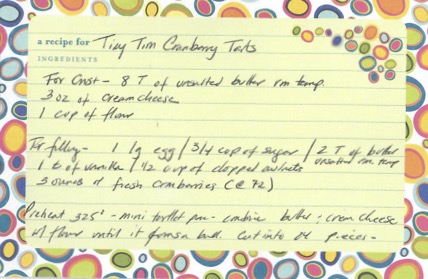 a recipe for Tiny Tim Cranberry Tarts
INGREDIENTS
For Crust - 8 T of unsalted butter rm temp.
3 oz of cream cheese
1 cup of flour
For filling - 1 lg egg / 3/4 cup of sugar / 2 T of butter
unsalted rm. temp
1 t of vanilla / 1/2 cup of chopped walnuts
3 ounces of fresh cranberries (@ 72)
Preheat 325° - mini tartlet pan - combine butter + cream cheese
w/ flour until it forms a ball. Cut into 24 pieces -